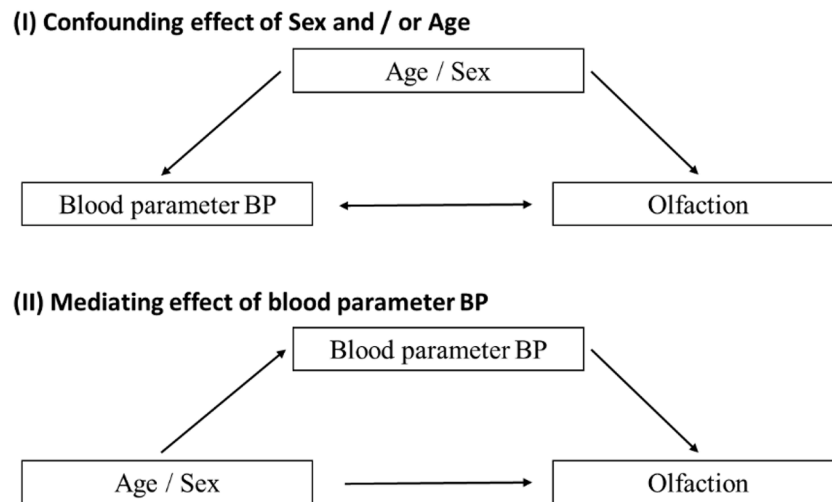 (I) Confounding effect of Sex and / or Age
Age / Sex
Blood parameter BP
Olfaction
(II) Mediating effect of blood parameter BP
Blood parameter BP
Age / Sex
Olfaction